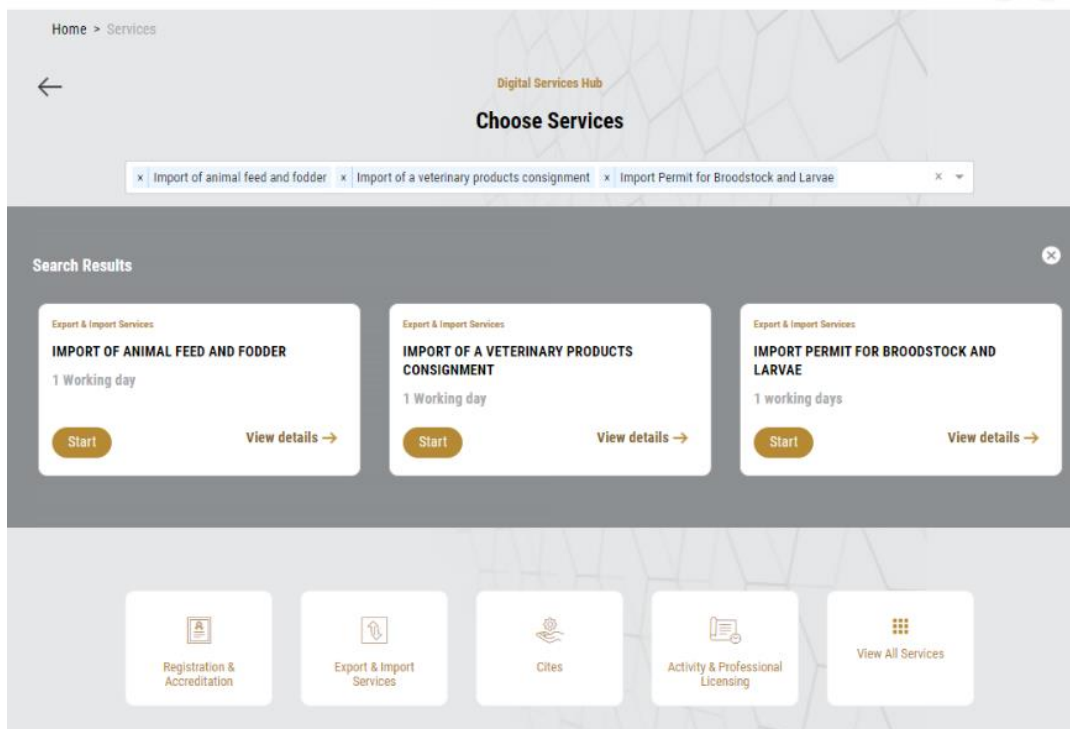 Home > Services
Digital Services Hub
Choose Services
× Import of animal feed and fodder × Import of a veterinary products consignment × Import Permit for Broodstock and Larvae ×
Search Results
Export & Import Services
IMPORT OF ANIMAL FEED AND FODDER
1 Working day
Start View details →
Export & Import Services
IMPORT OF A VETERINARY PRODUCTS
CONSIGNMENT
1 Working day
Start View details →
Export & Import Services
IMPORT PERMIT FOR BROODSTOCK AND
LARVAE
1 working days
Start View details →
Registration &
Accreditation
Export & Import
Services
Cites
Activity & Professional
Licensing
View All Services